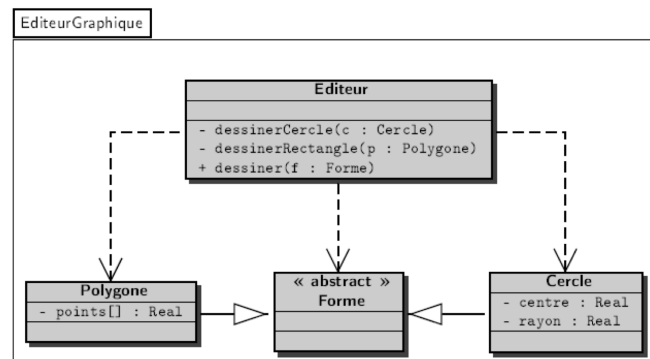 EditeurGraphique
Editeur
- dessinerCercle(c : Cercle)
- dessinerRectangle(p : Polygone)
+ dessiner(f : Forme)
Polygone
- points[] : Real
« abstract »
Forme
Cercle
- centre : Real
- rayon : Real